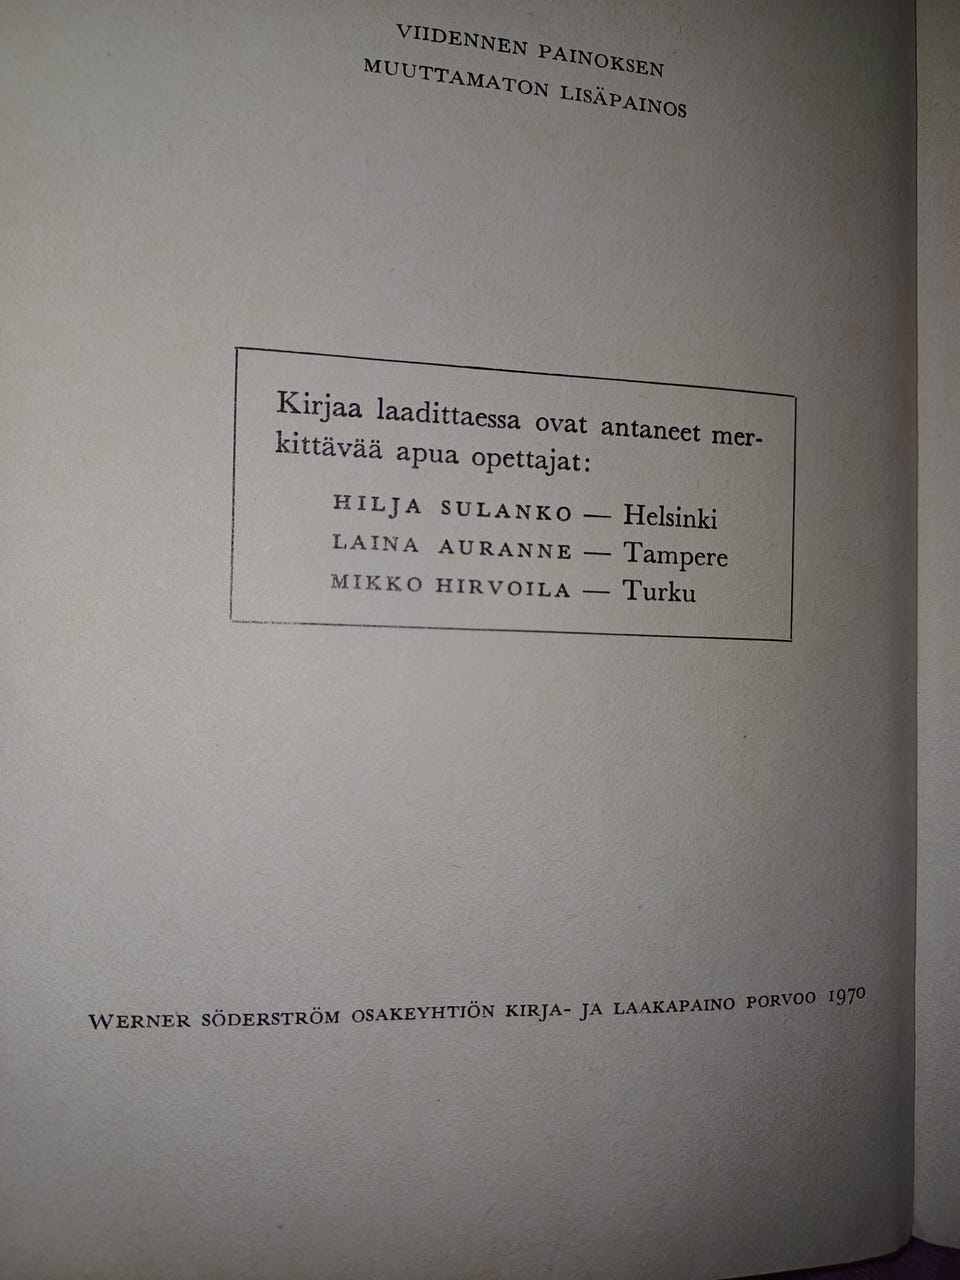 VIIDENNEN PAINOKSEN
MUUTTAMATON LISÄPAINOS
Kirjaa laadittaessa ovat antaneet mer-
kittävää apua opettajat:
HILJA SULANKO — Helsinki
LAINA AURANNE — Tampere
MIKKO HIRVOILA — Turku
WERNER SÖDERSTRÖM OSAKEYHTIÖN KIRJA- JA LAAKAPAINO PORVOO 1970